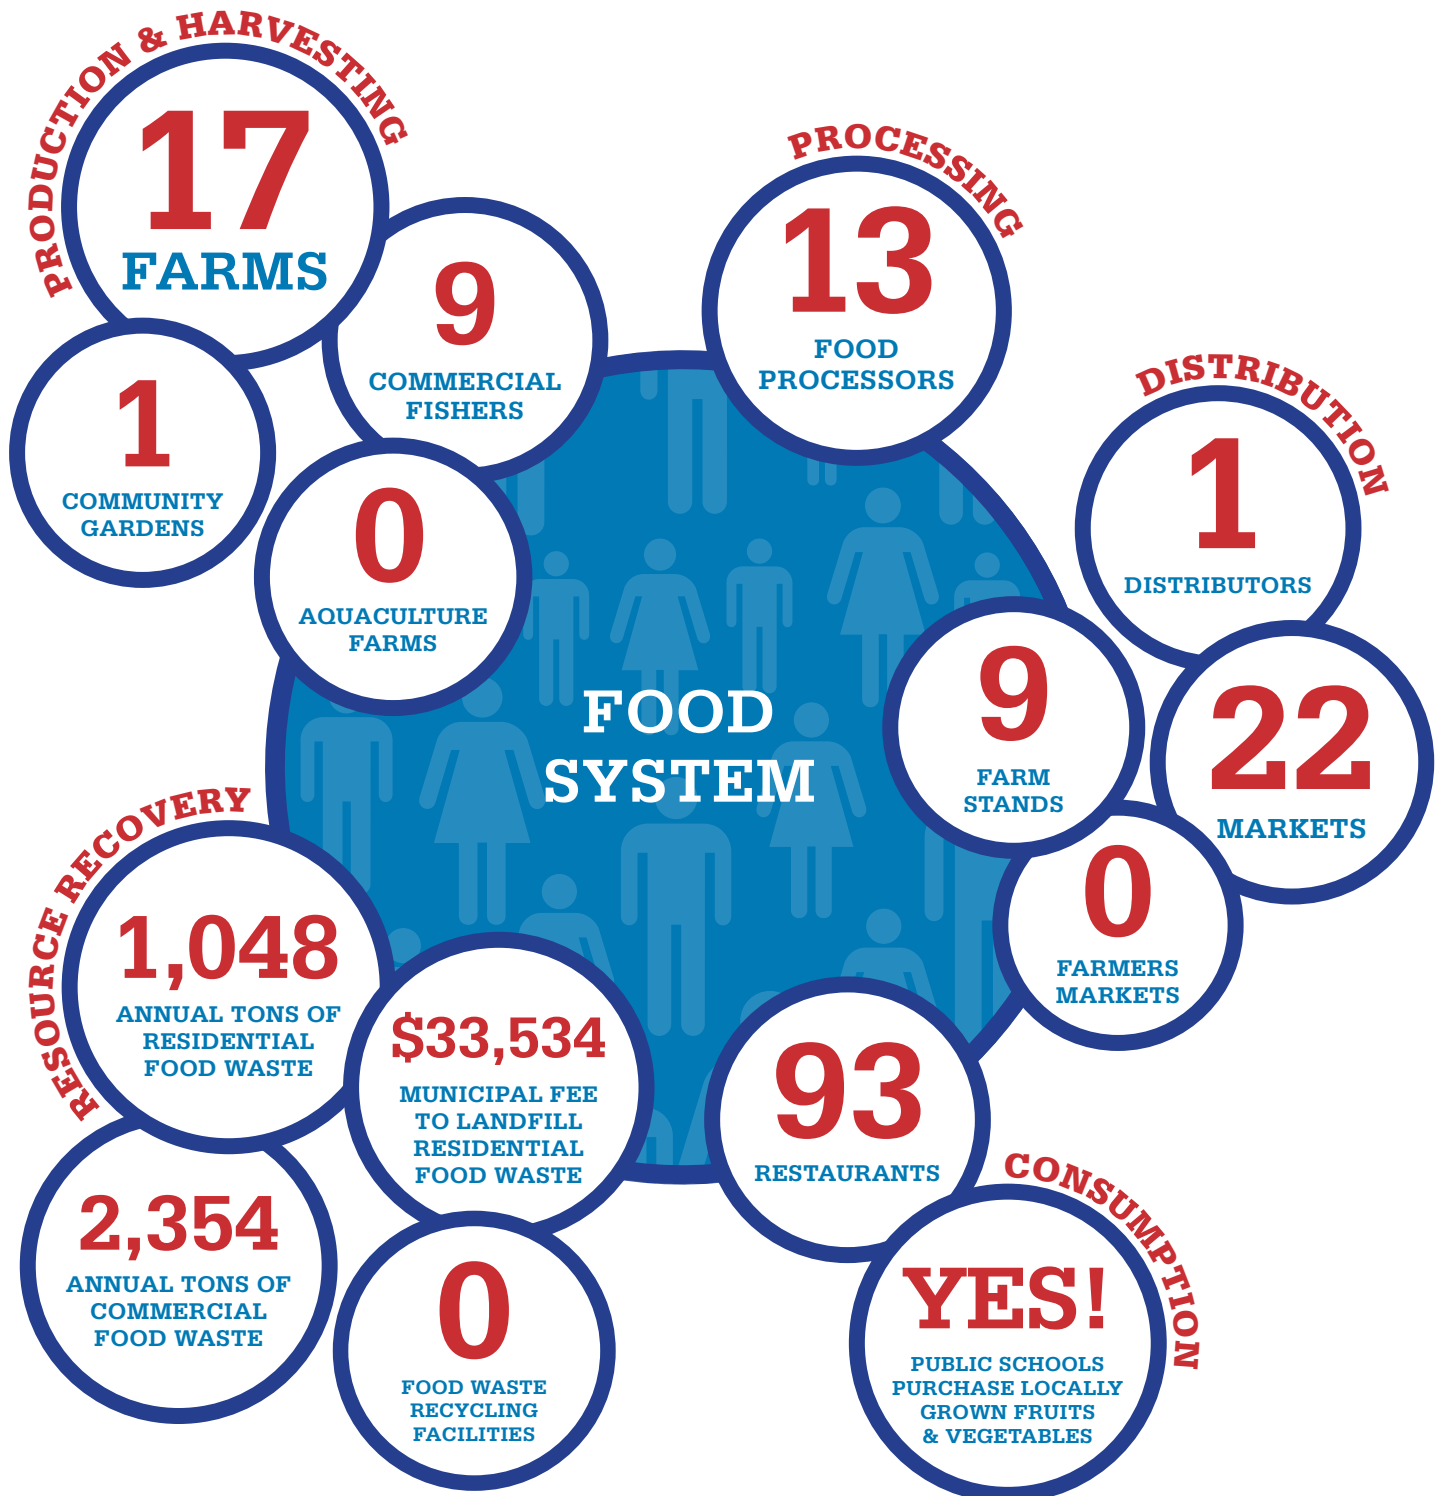 PRODUCTION & HARVESTING
17
FARMS
9
COMMERCIAL
FISHERS
1
COMMUNITY
GARDENS
0
AQUACULTURE
FARMS
PROCESSING
13
FOOD
PROCESSORS
DISTRIBUTION
1
DISTRIBUTORS
9
FARM
STANDS
22
MARKETS
0
FARMERS
MARKETS
FOOD
SYSTEM
RESOURCE RECOVERY
1,048
ANNUAL TONS OF
RESIDENTIAL
FOOD WASTE
$33,534
MUNICIPAL FEE
TO LANDFILL
RESIDENTIAL
FOOD WASTE
2,354
ANNUAL TONS OF
COMMERCIAL
FOOD WASTE
0
FOOD WASTE
RECYCLING
FACILITIES
93
RESTAURANTS
CONSUMPTION
YES!
PUBLIC SCHOOLS
PURCHASE LOCALLY
GROWN FRUITS
& VEGETABLES